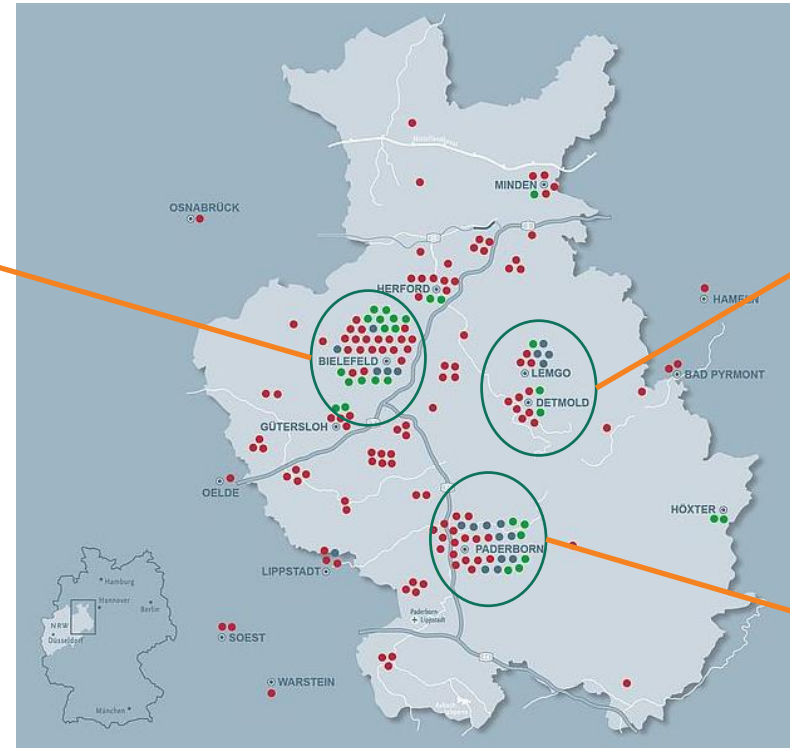 MINDEN
OSNABRÜCK
HERFORD
HAMELN
BIELEFELD
LEMGO
BAD PYRMONT
DETMOLD
GÜTERSLOH
OELDE
HÖXTER
PADERBORN
LIPPSTADT
Hamburg
Hannover
Berlin
NRW
Düsseldorf
München
Paderborn-
Lippstadt
SOEST
WARSTEIN